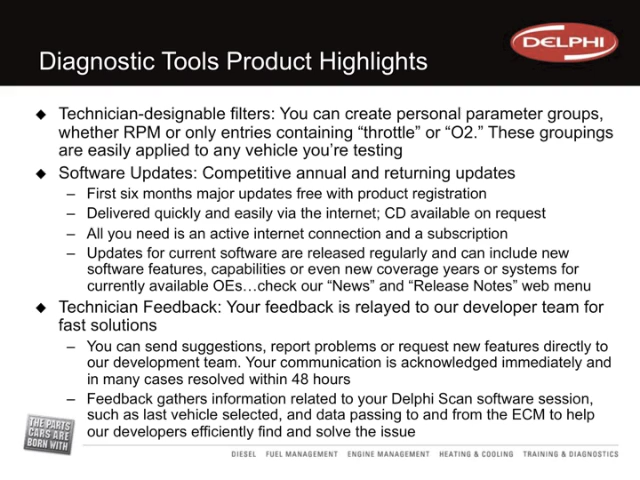 DELPHI
Diagnostic Tools Product Highlights
◆ Technician-designable filters: You can create personal parameter groups,
whether RPM or only entries containing “throttle” or “O2.” These groupings
are easily applied to any vehicle you’re testing
◆ Software Updates: Competitive annual and returning updates
– First six months major updates free with product registration
– Delivered quickly and easily via the internet; CD available on request
– All you need is an active internet connection and a subscription
– Updates for current software are released regularly and can include new
software features, capabilities or even new coverage years or systems for
currently available OEs…check our “News” and “Release Notes” web menu
◆ Technician Feedback: Your feedback is relayed to our developer team for
fast solutions
– You can send suggestions, report problems or request new features directly to
our development team. Your communication is acknowledged immediately and
in many cases resolved within 48 hours
– Feedback gathers information related to your Delphi Scan software session,
such as last vehicle selected, and data passing to and from the ECM to help
our developers efficiently find and solve the issue
THE PARTS
CARS ARE
BORN WITH
DIESEL FUEL MANAGEMENT ENGINE MANAGEMENT HEATING & COOLING TRAINING & DIAGNOSTICS